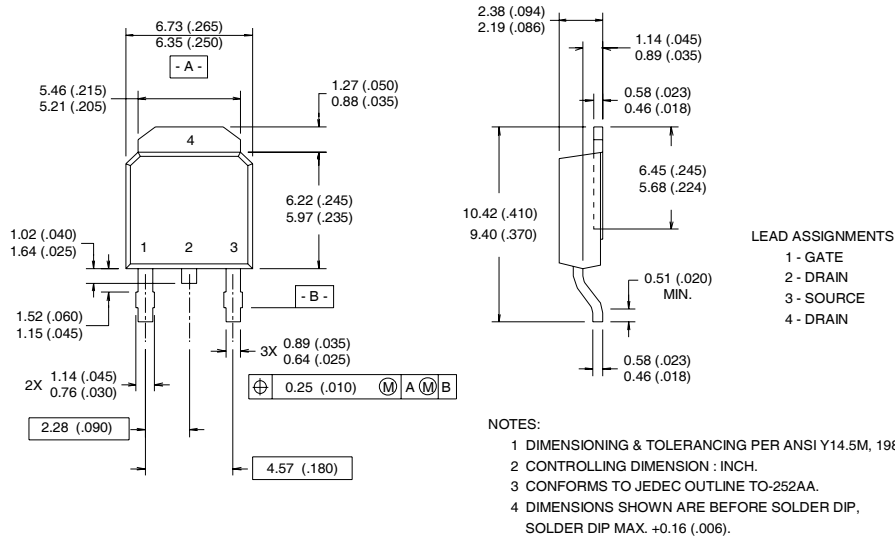 6.73 (.265)
6.35 (.250)
- A -
5.46 (.215)
5.21 (.205)
1.27 (.050)
0.88 (.035)
4
6.22 (.245)
5.97 (.235)
1.02 (.040)
1.64 (.025)
1 2 3
1.52 (.060)
1.15 (.045)
- B -
3X 0.89 (.035)
0.64 (.025)
2X 1.14 (.045)
0.76 (.030)
⌖ 0.25 (.010) Ⓜ A Ⓜ B
2.28 (.090)
4.57 (.180)
2.38 (.094)
2.19 (.086)
1.14 (.045)
0.89 (.035)
0.58 (.023)
0.46 (.018)
6.45 (.245)
5.68 (.224)
10.42 (.410)
9.40 (.370)
0.51 (.020)
MIN.
0.58 (.023)
0.46 (.018)
LEAD ASSIGNMENTS
1 - GATE
2 - DRAIN
3 - SOURCE
4 - DRAIN
NOTES:
1 DIMENSIONING & TOLERANCING PER ANSI Y14.5M, 198
2 CONTROLLING DIMENSION : INCH.
3 CONFORMS TO JEDEC OUTLINE TO-252AA.
4 DIMENSIONS SHOWN ARE BEFORE SOLDER DIP,
SOLDER DIP MAX. +0.16 (.006).